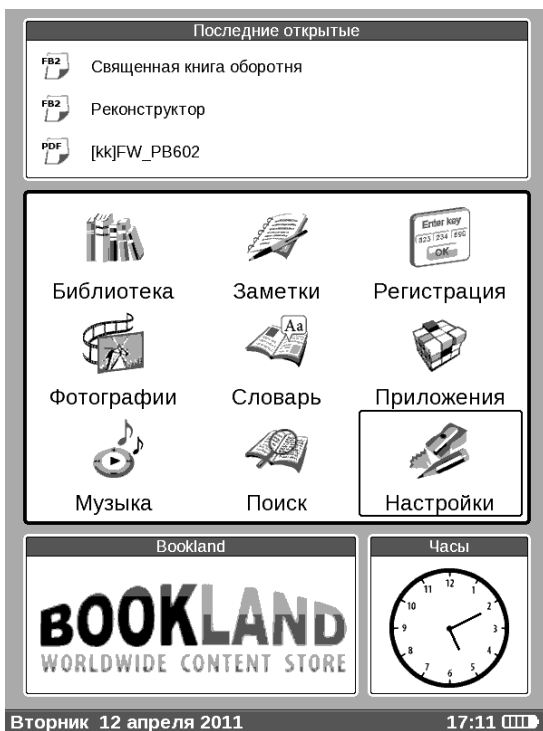 Последние открытые
FB2 Священная книга оборотня
FB2 Реконструктор
PDF [kk]FW_PB602
Enter key
123 234 890
OK
Библиотека Заметки Регистрация
Aa
Фотографии Словарь Приложения
Музыка Поиск Настройки
Bookland Часы
BOOKLAND
WORLDWIDE CONTENT STORE
12
1
2
3
4
5
6
7
8
9
10
11
Вторник 12 апреля 2011 17:11